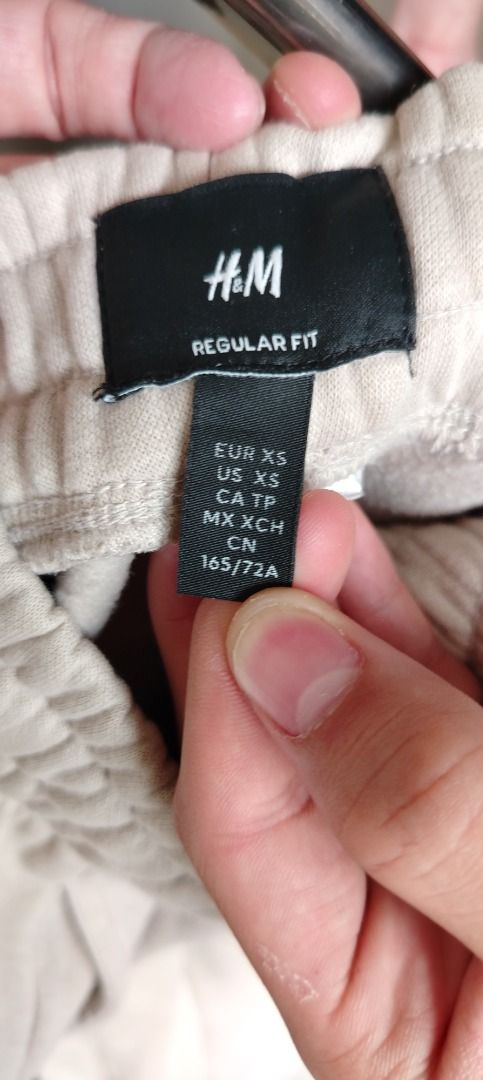 H&M
REGULAR FIT
EUR XS
US XS
CA TP
MX XCH
CN
165/72A